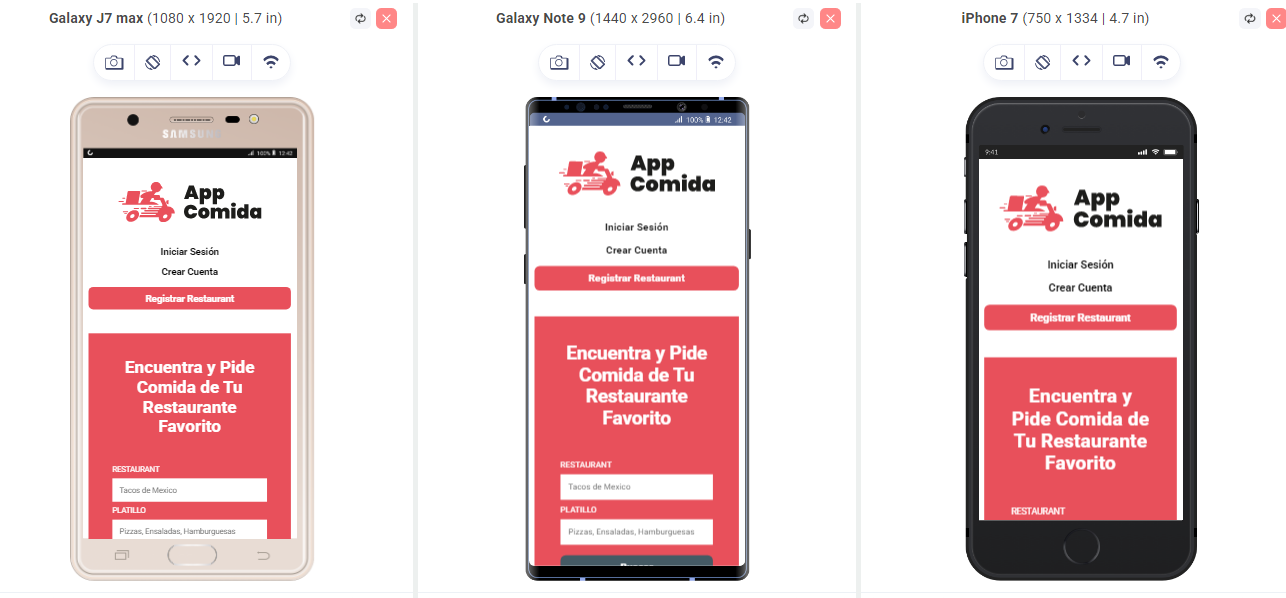 Galaxy J7 max (1080 x 1920 | 5.7 in)
SAMSUNG
100% 12:42
App
Comida
Iniciar Sesión
Crear Cuenta
Registrar Restaurant
Encuentra y Pide
Comida de Tu
Restaurante
Favorito
RESTAURANT
Tacos de Mexico
PLATILLO
Pizzas, Ensaladas, Hamburguesas
Galaxy Note 9 (1440 x 2960 | 6.4 in)
100% 12:42
App
Comida
Iniciar Sesión
Crear Cuenta
Registrar Restaurant
Encuentra y Pide
Comida de Tu
Restaurante
Favorito
RESTAURANT
Tacos de Mexico
PLATILLO
Pizzas, Ensaladas, Hamburguesas
iPhone 7 (750 x 1334 | 4.7 in)
9:41
App
Comida
Iniciar Sesión
Crear Cuenta
Registrar Restaurant
Encuentra y
Pide Comida de
Tu Restaurante
Favorito
RESTAURANT